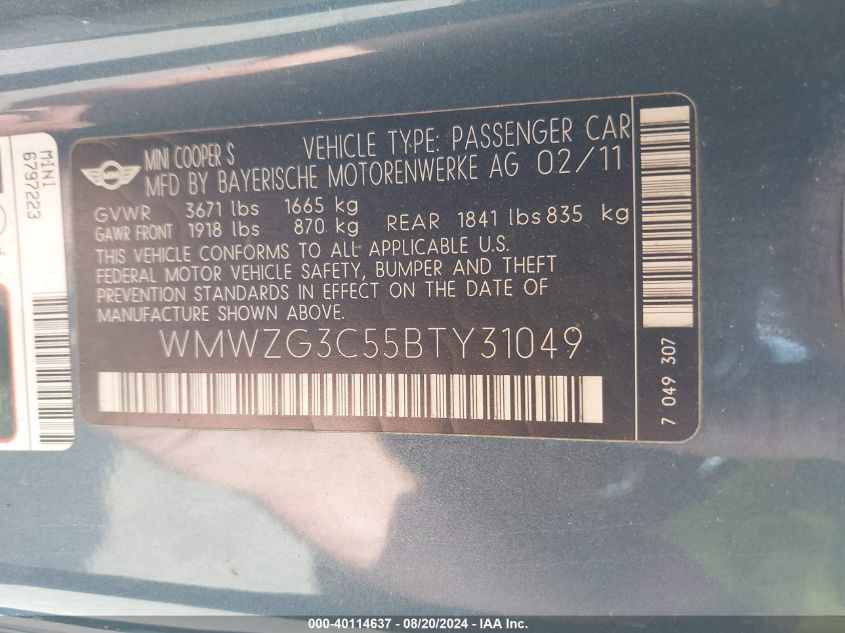 MINI
6797223
MINI COOPER S VEHICLE TYPE: PASSENGER CAR
MFD BY BAYERISCHE MOTORENWERKE AG 02/11
GVWR 3671 lbs 1665 kg
GAWR FRONT 1918 lbs 870 kg REAR 1841 lbs 835 kg
THIS VEHICLE CONFORMS TO ALL APPLICABLE U.S.
FEDERAL MOTOR VEHICLE SAFETY, BUMPER AND THEFT
PREVENTION STANDARDS IN EFFECT ON THE DATE OF
MANUFACTURE SHOWN ABOVE.
WMWZG3C55BTY31049
7 049 307
000-40114637 - 08/20/2024 - IAA Inc.